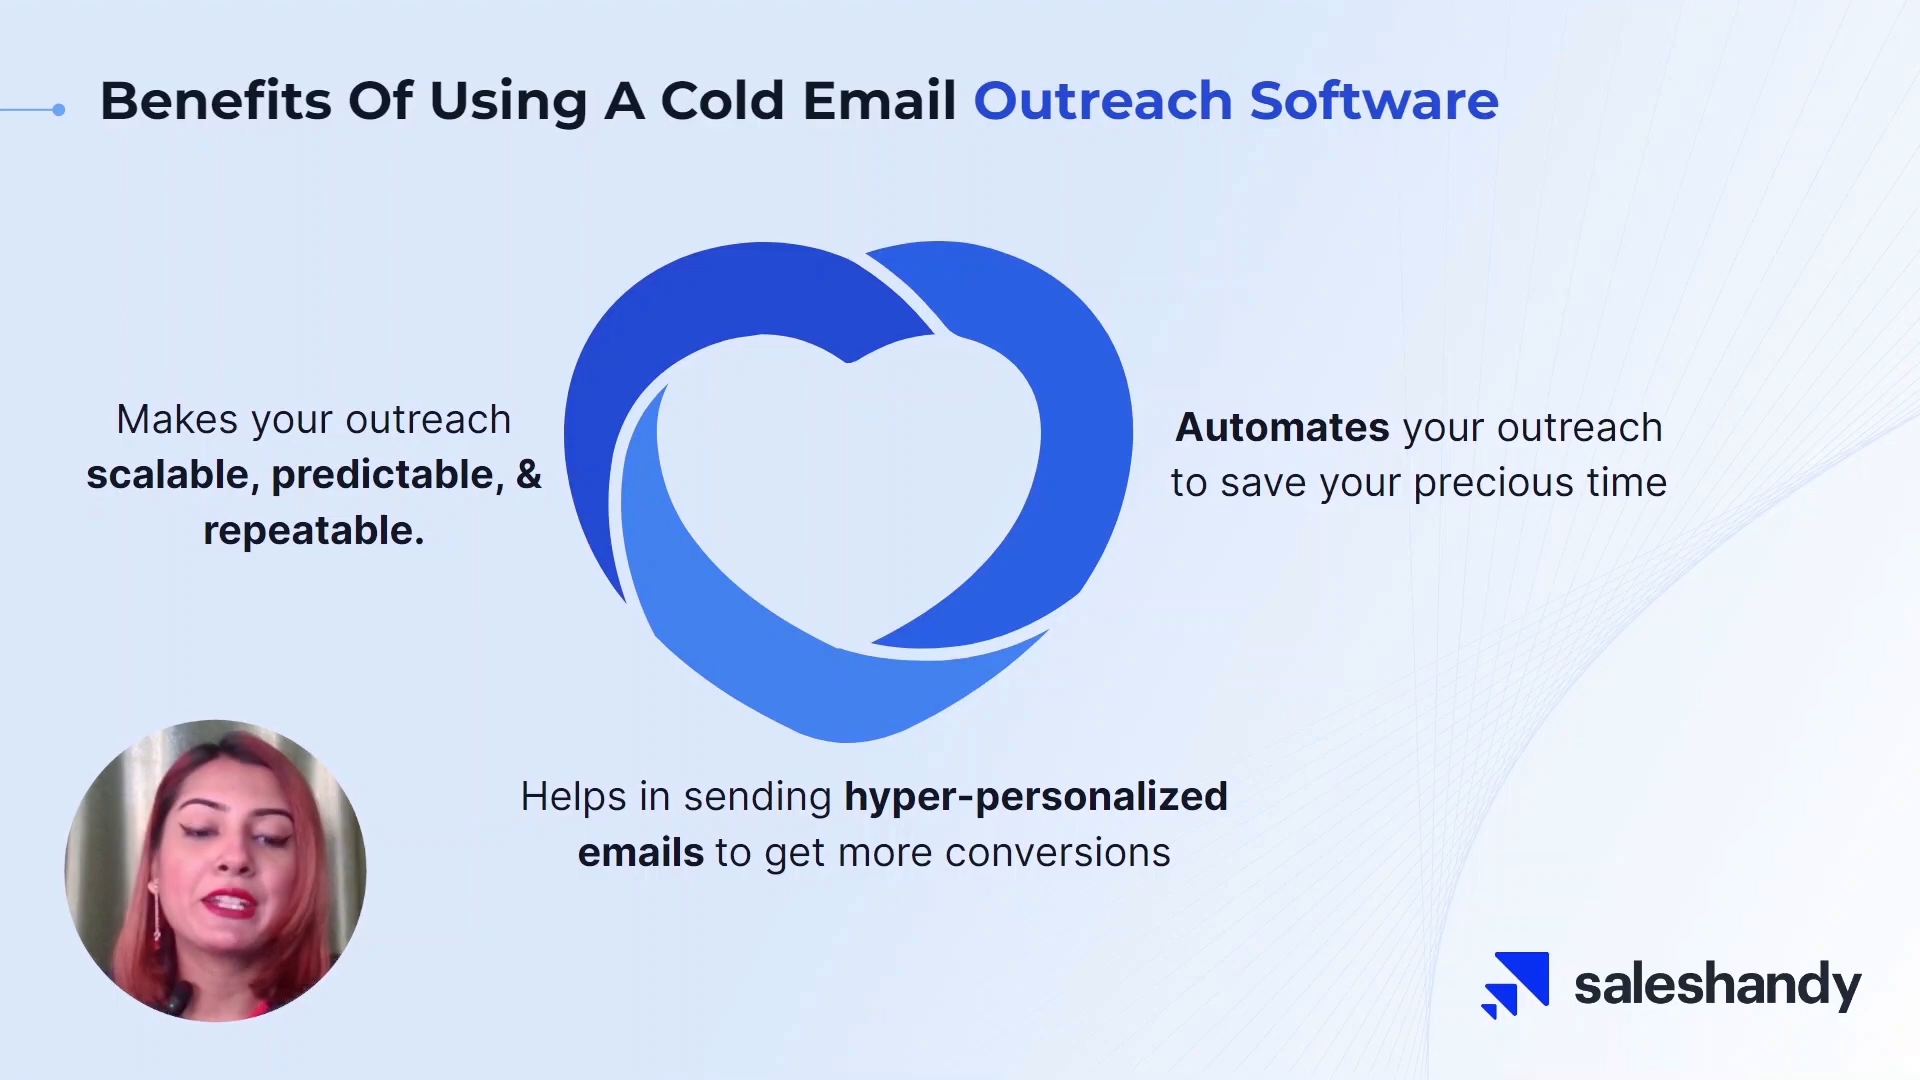 Benefits Of Using A Cold Email Outreach Software
Makes your outreach
scalable, predictable, &
repeatable.
Automates your outreach
to save your precious time
Helps in sending hyper-personalized
emails to get more conversions
saleshandy